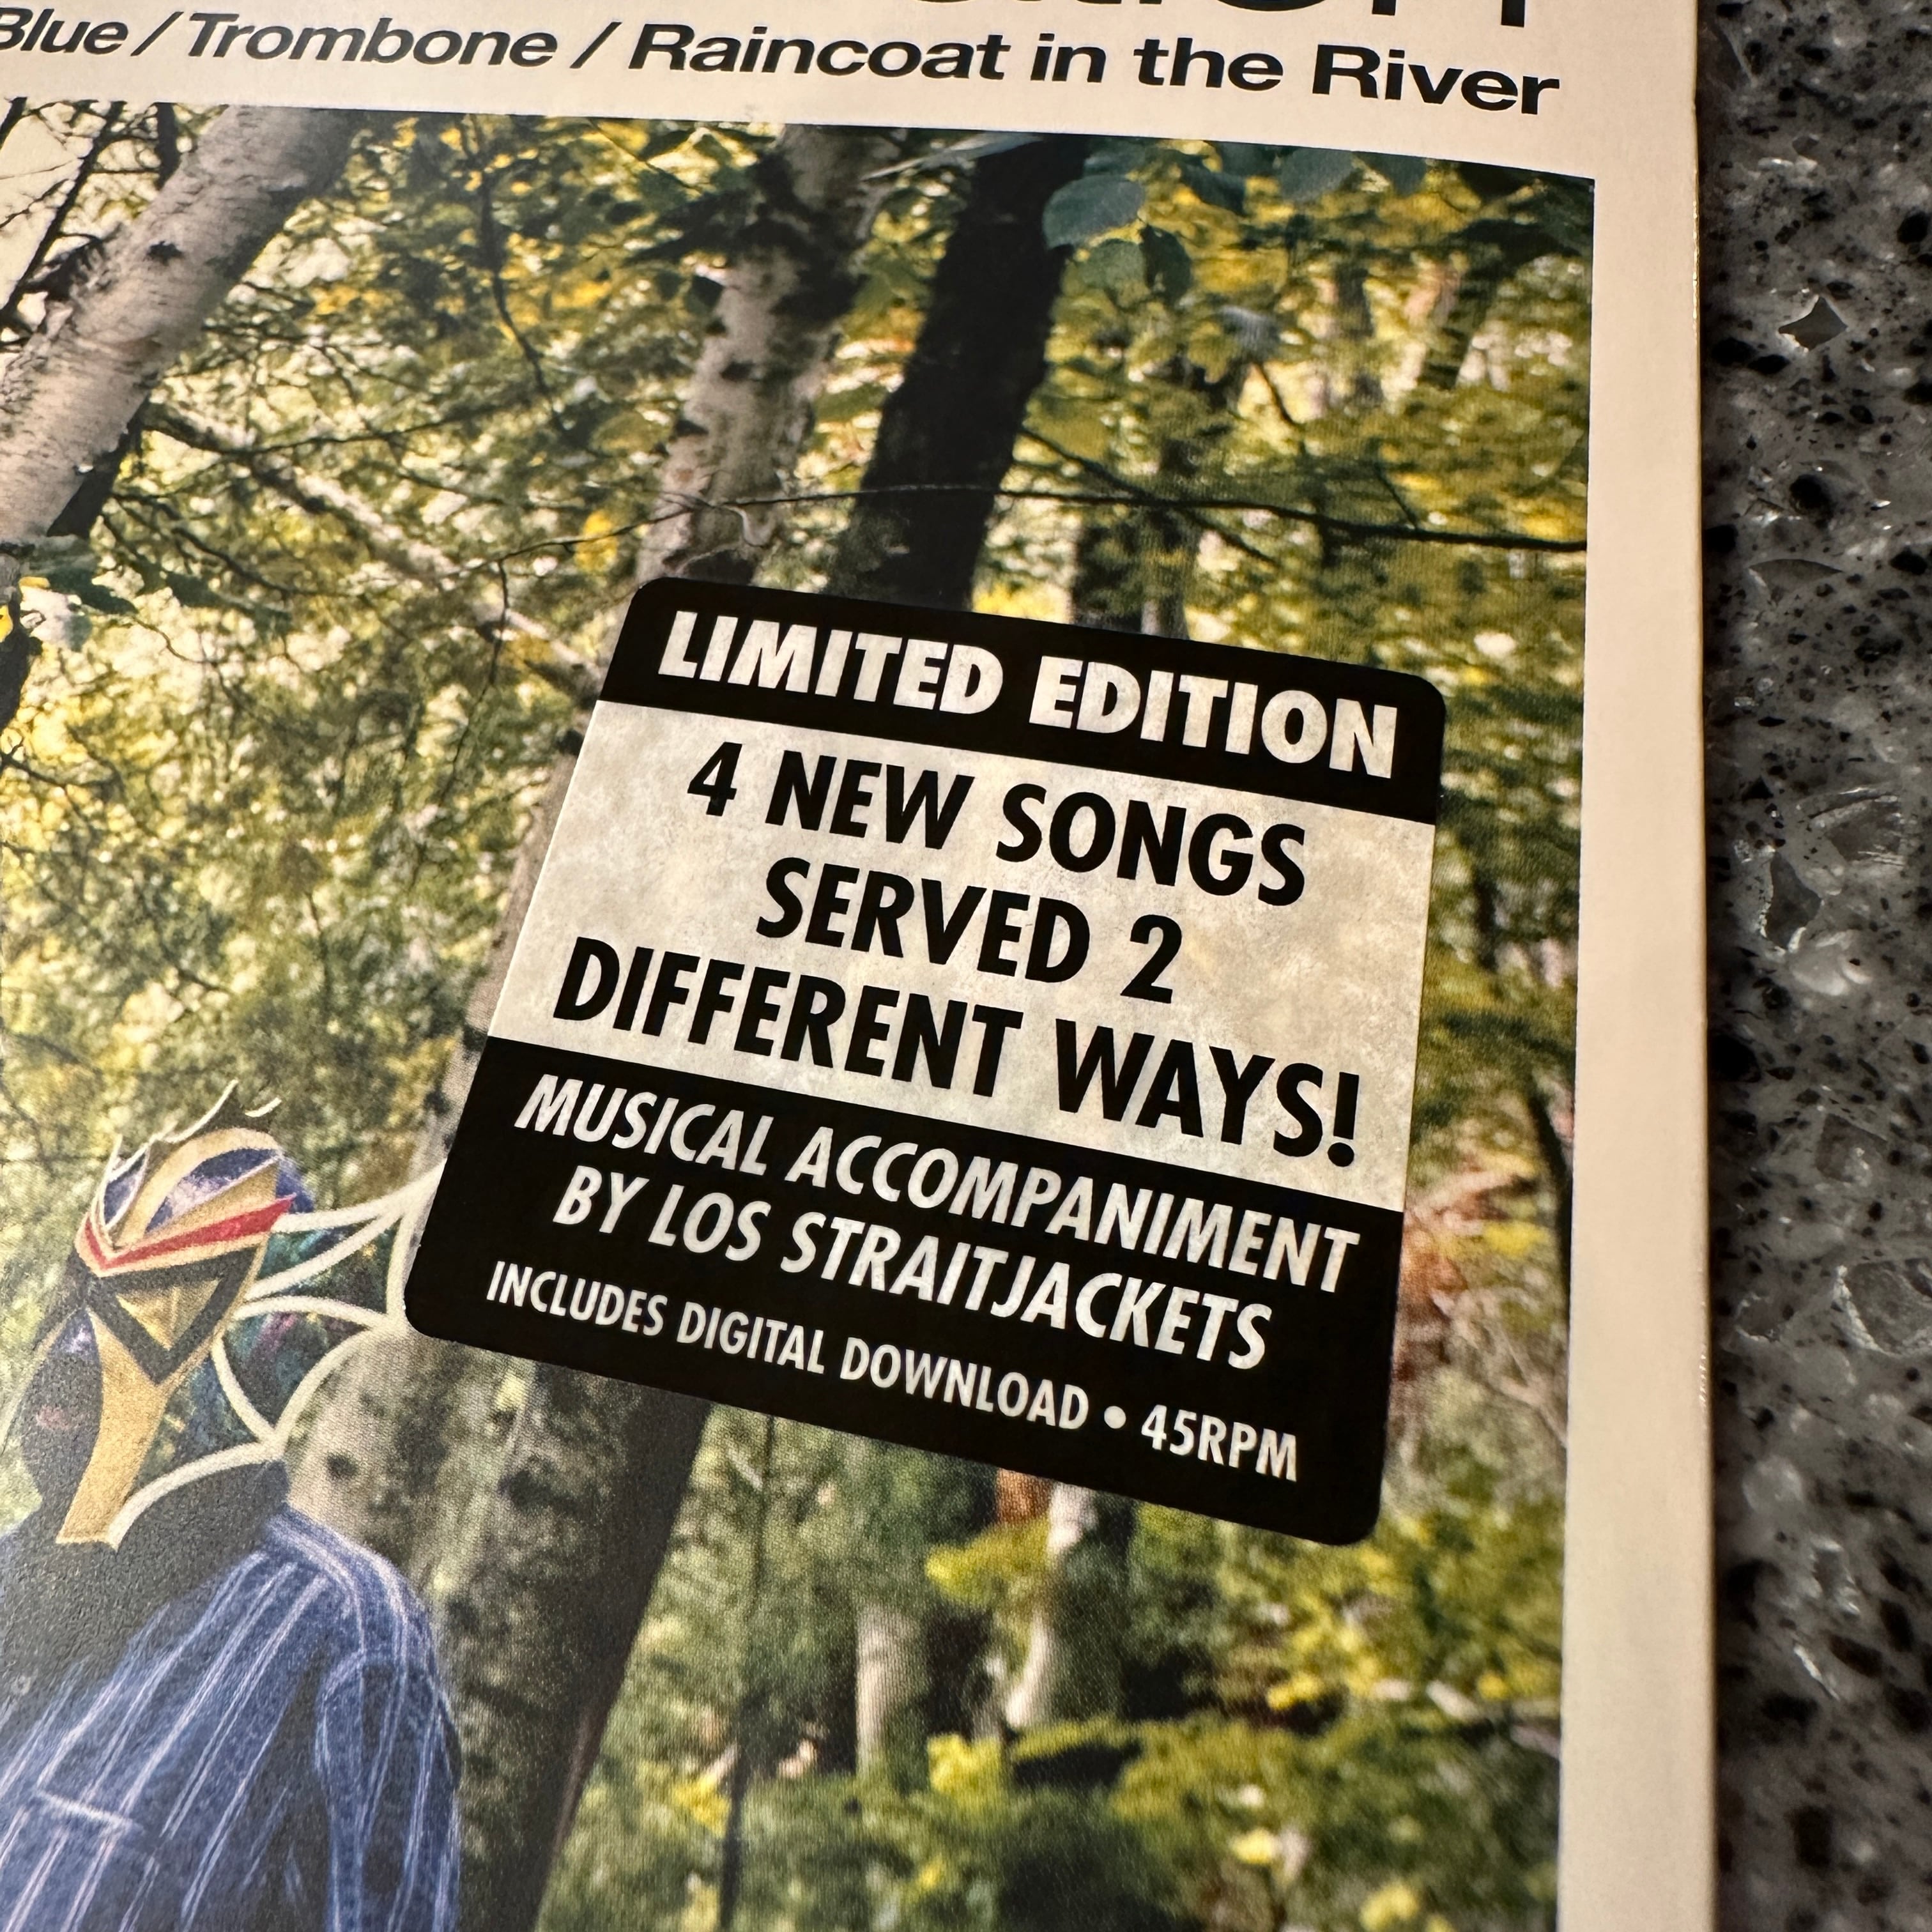 Blue / Trombone / Raincoat in the River
LIMITED EDITION
4 NEW SONGS
SERVED 2
DIFFERENT WAYS!
MUSICAL ACCOMPANIMENT
BY LOS STRAITJACKETS
INCLUDES DIGITAL DOWNLOAD • 45RPM